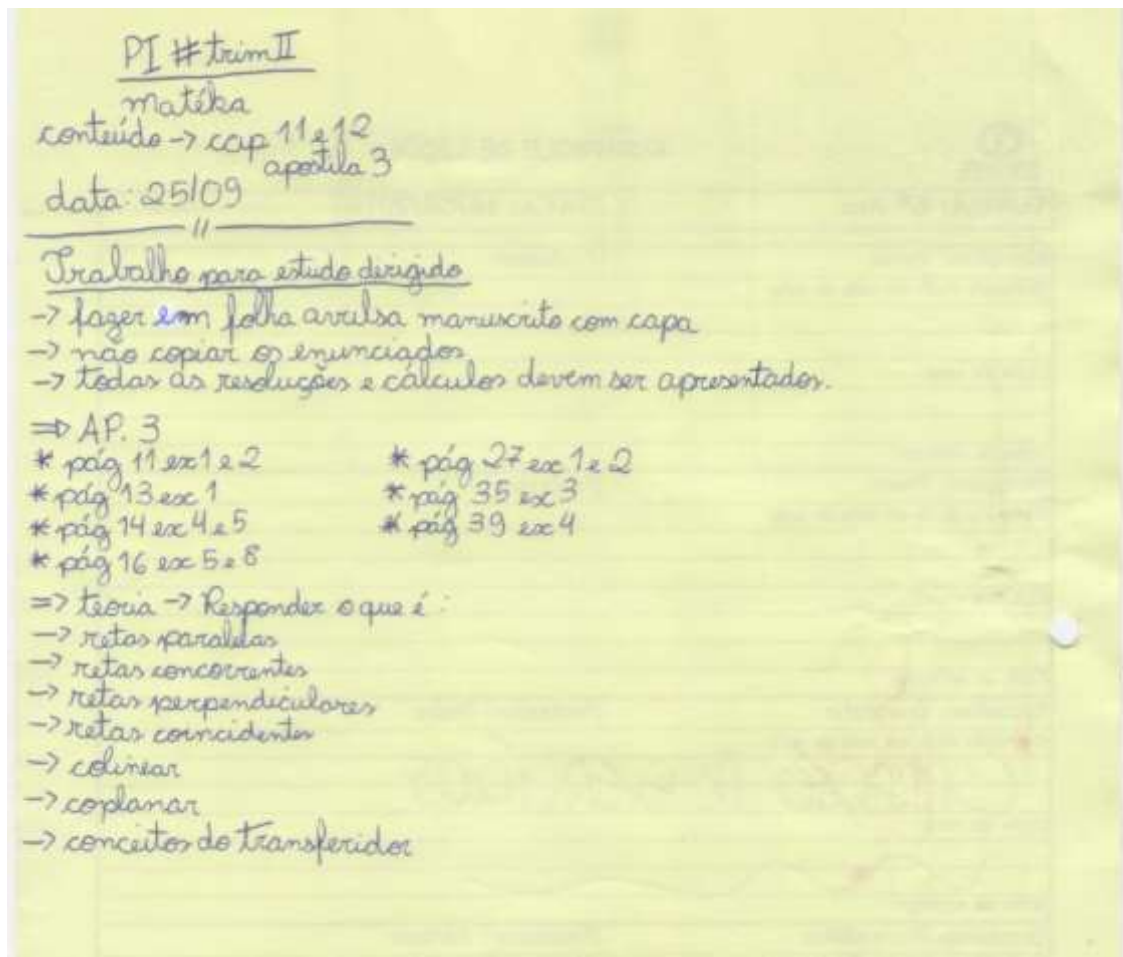 PI # trim II
matéka
conteúdo -> cap 11 e 12
apostila 3
data: 25/09
//
Trabalho para estudo dirigido
-> fazer em folha avulsa manuscrito com capa
-> não copiar os enunciados
-> todas as resoluções e cálculos devem ser apresentados.
=> AP. 3
* pág 11 ex 1 e 2 * pág 27 ex 1 e 2
* pág 13 ex 1 * pág 35 ex 3
* pág 14 ex 4 e 5 * pág 39 ex 4
* pág 16 ex 5 e 8
=> teoria -> Responder o que é:
-> retas paralelas
-> retas concorrentes
-> retas perpendiculares
-> retas coincidentes
-> colinear
-> coplanar
-> conceitos do transferidor